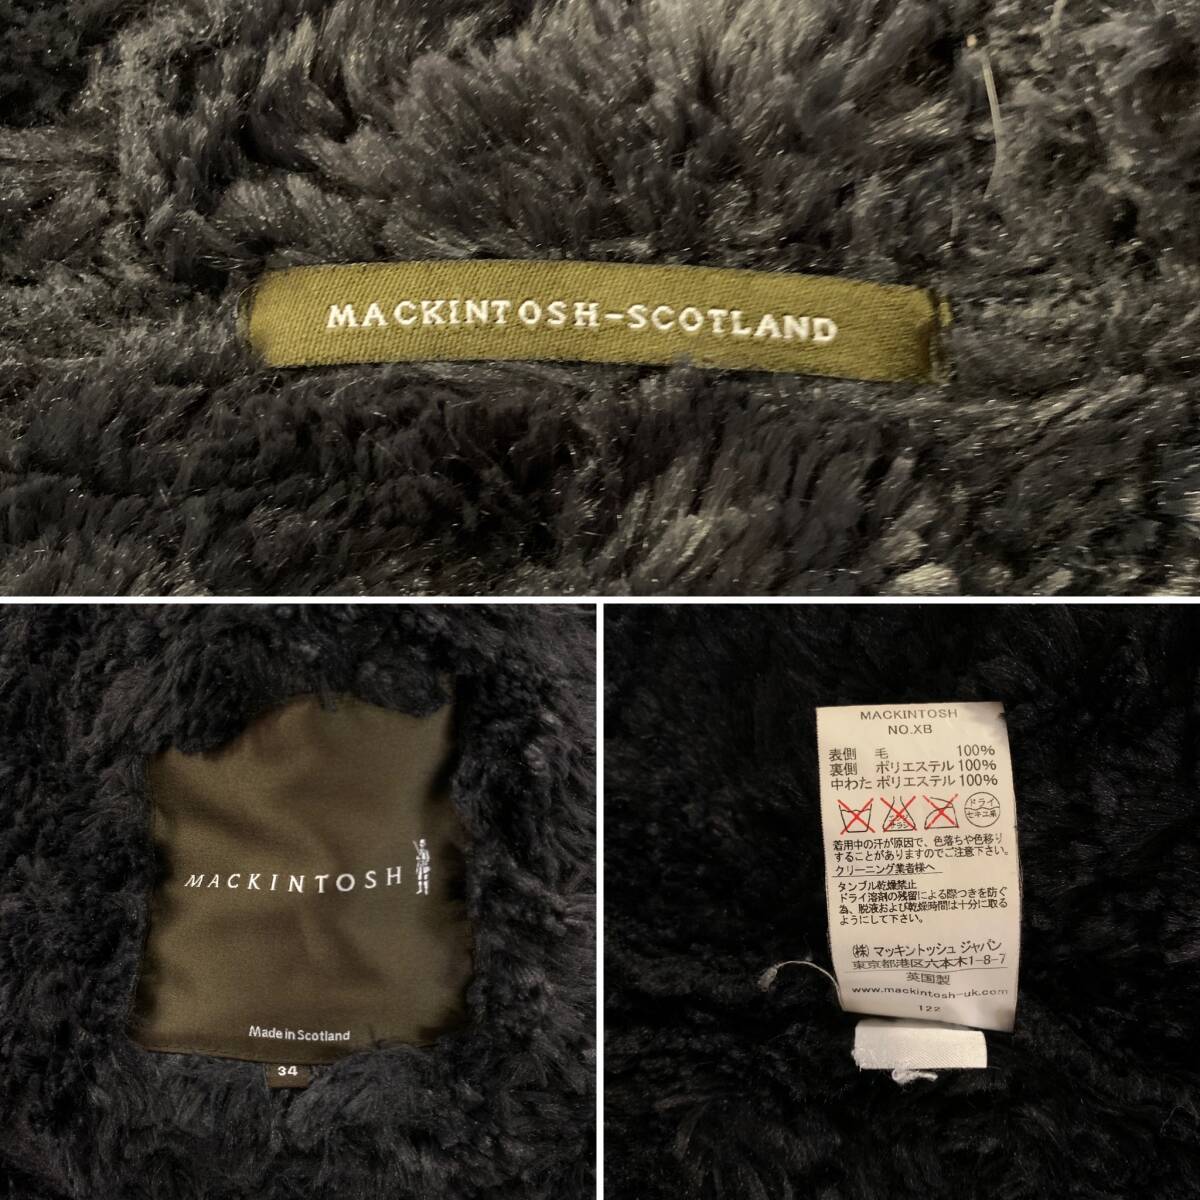 MACKINTOSH-SCOTLAND
MACKINTOSH
Made in Scotland
34
MACKINTOSH
NO.XB
表側 毛 100%
裏側 ポリエステル 100%
中わた ポリエステル 100%
ドライ
セキユ系
着用中の汗が原因で、色落ちや色移り
することがありますのでご注意下さい。
クリーニング業者様へ
タンブル乾燥禁止
ドライ溶剤の残留による際つきを防ぐ
為、脱液および乾燥時間は十分に取る
ようにして下さい。
(株) マッキントッシュ ジャパン
東京都港区六本木1-8-7
英国製
www.mackintosh-uk.com
122